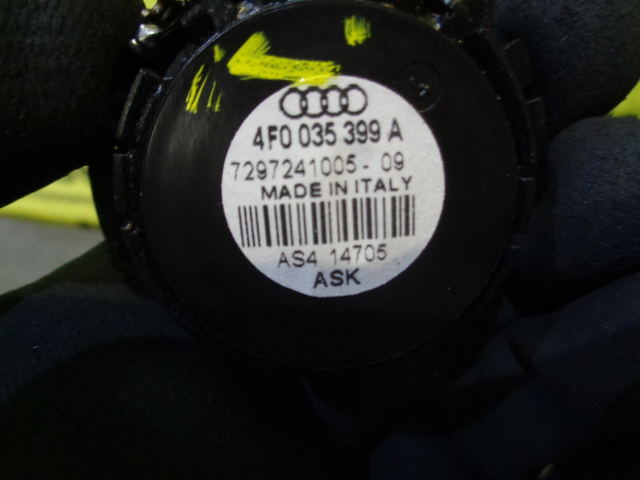 4F0 035 399 A
7297241005-09
MADE IN ITALY
AS4 14705
ASK